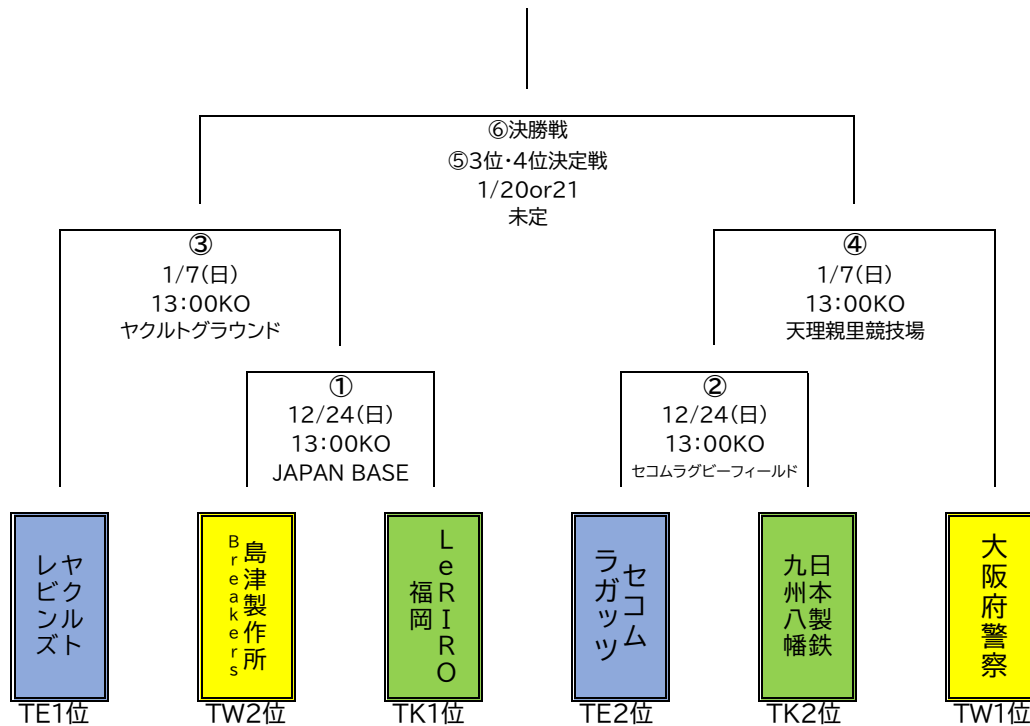 ⑥決勝戦
⑤3位・4位決定戦
1/20or21
未定
③
1/7(日)
13:00KO
ヤクルトグラウンド
④
1/7(日)
13:00KO
天理親里競技場
①
12/24(日)
13:00KO
JAPAN BASE
②
12/24(日)
13:00KO
セコムラグビーフィールド
ヤクルト
レビンズ
島津製作所
Breakers
LeRIRO
福岡
セコム
ラガッツ
日本製鉄
九州八幡
大阪府警察
TE1位
TW2位
TK1位
TE2位
TK2位
TW1位